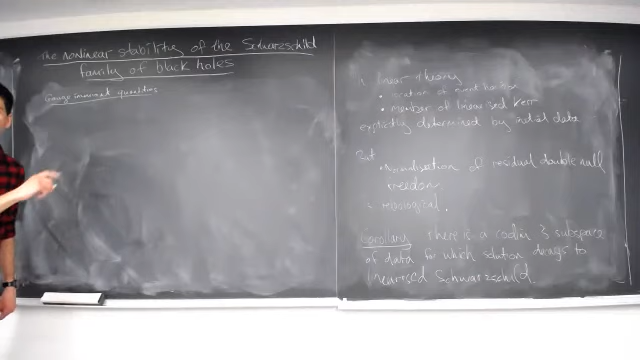 The nonlinear stability of the Schwarzschild
family of black holes
Gauge invariant quantities
In linear theory
• location of event horizon
• member of linearised Kerr
explicitly determined by initial data
But
• Normalisation of residual double null
freedom
teleological.
Corollary There is a codim 3 subspace
of data for which solution decays to
linearised Schwarzschild